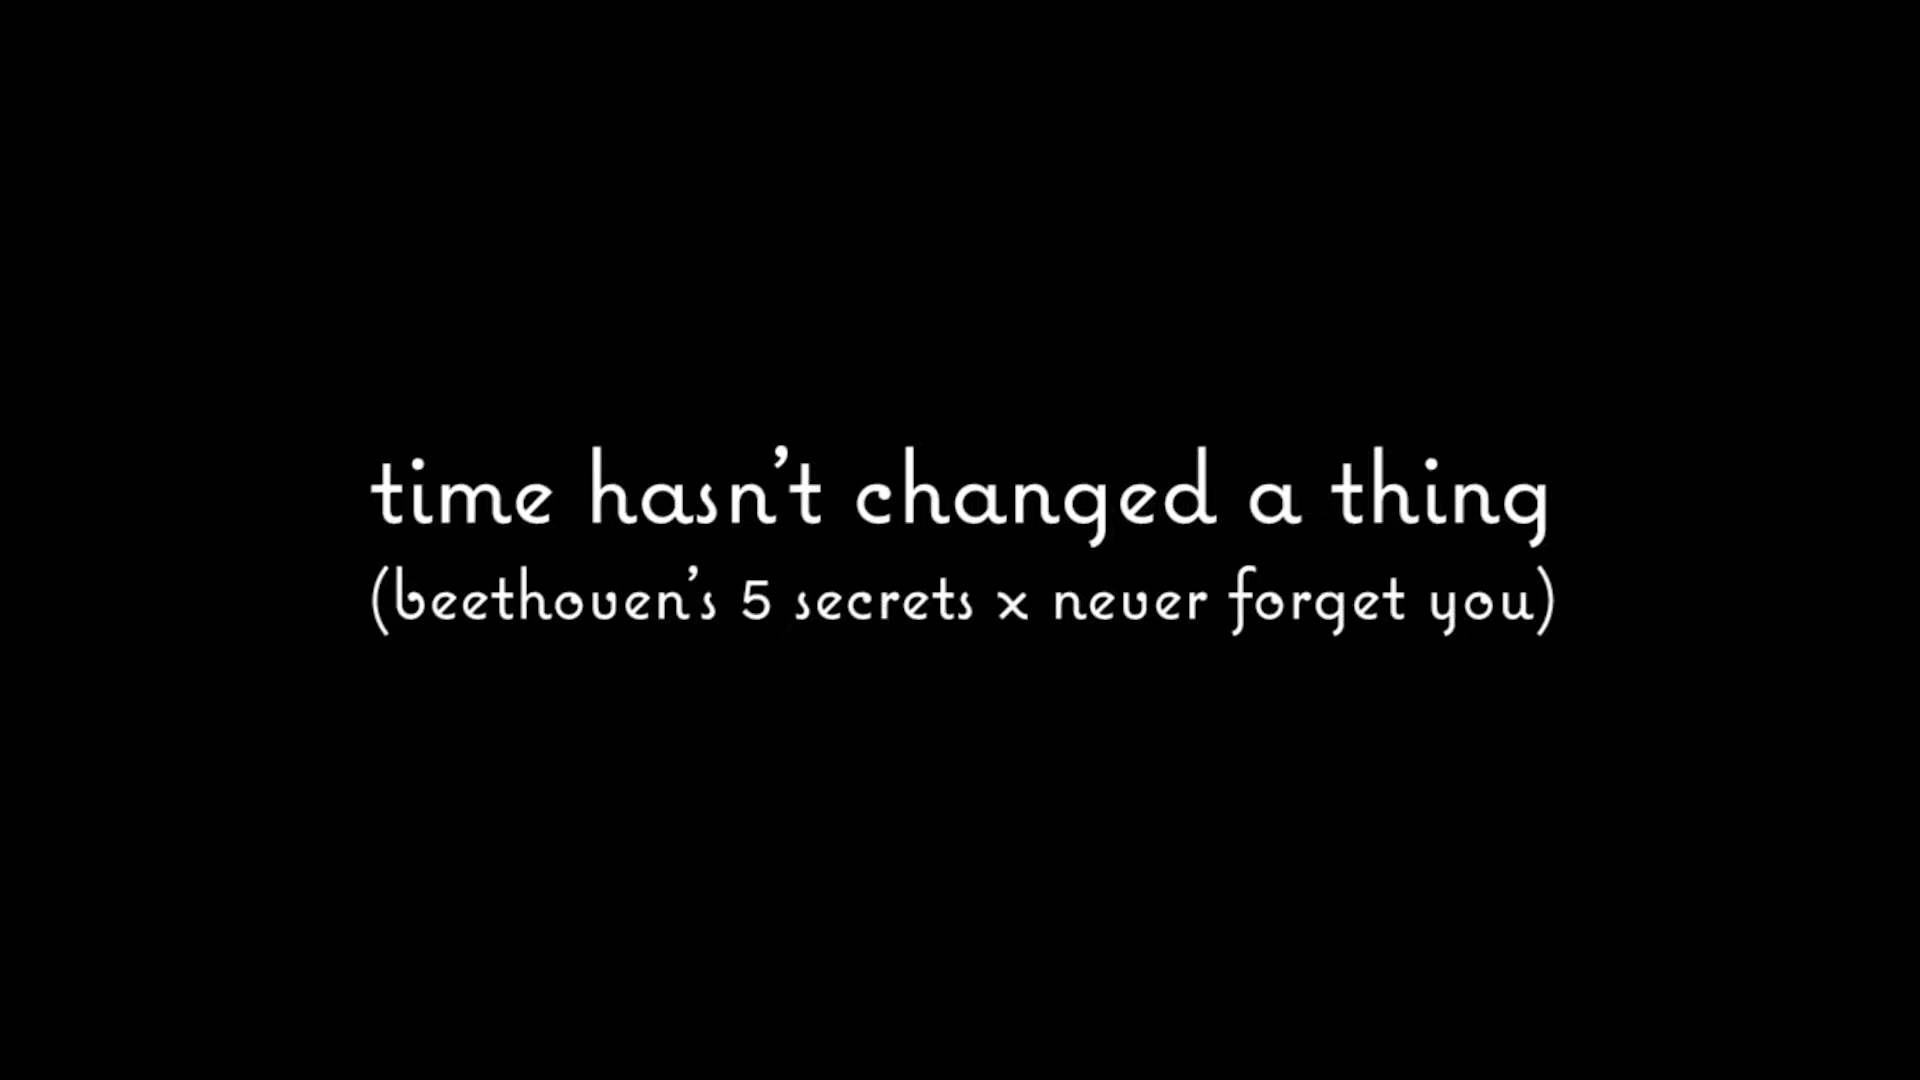 time hasn't changed a thing
(beethoven's 5 secrets x never forget you)